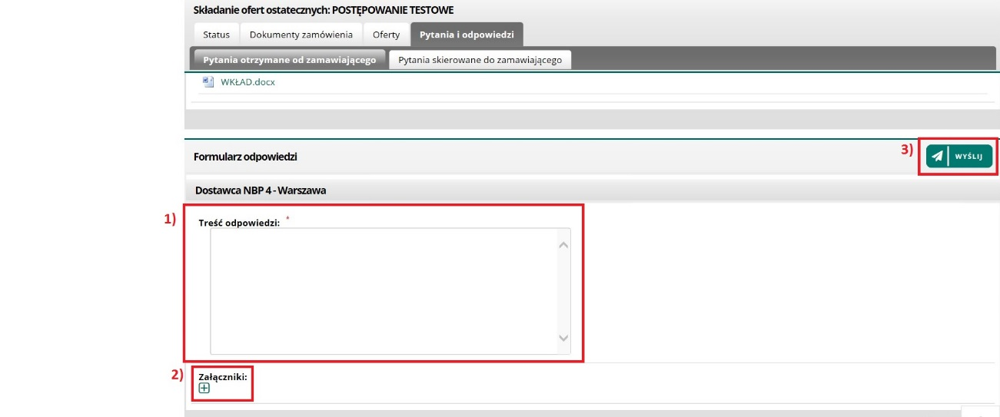 Składanie ofert ostatecznych: POSTĘPOWANIE TESTOWE
Status Dokumenty zamówienia Oferty Pytania i odpowiedzi
Pytania otrzymane od zamawiającego Pytania skierowane do zamawiającego
WKŁAD.docx
Formularz odpowiedzi 3) WYŚLIJ
Dostawca NBP 4 - Warszawa
1) Treść odpowiedzi: *
2) Załączniki: